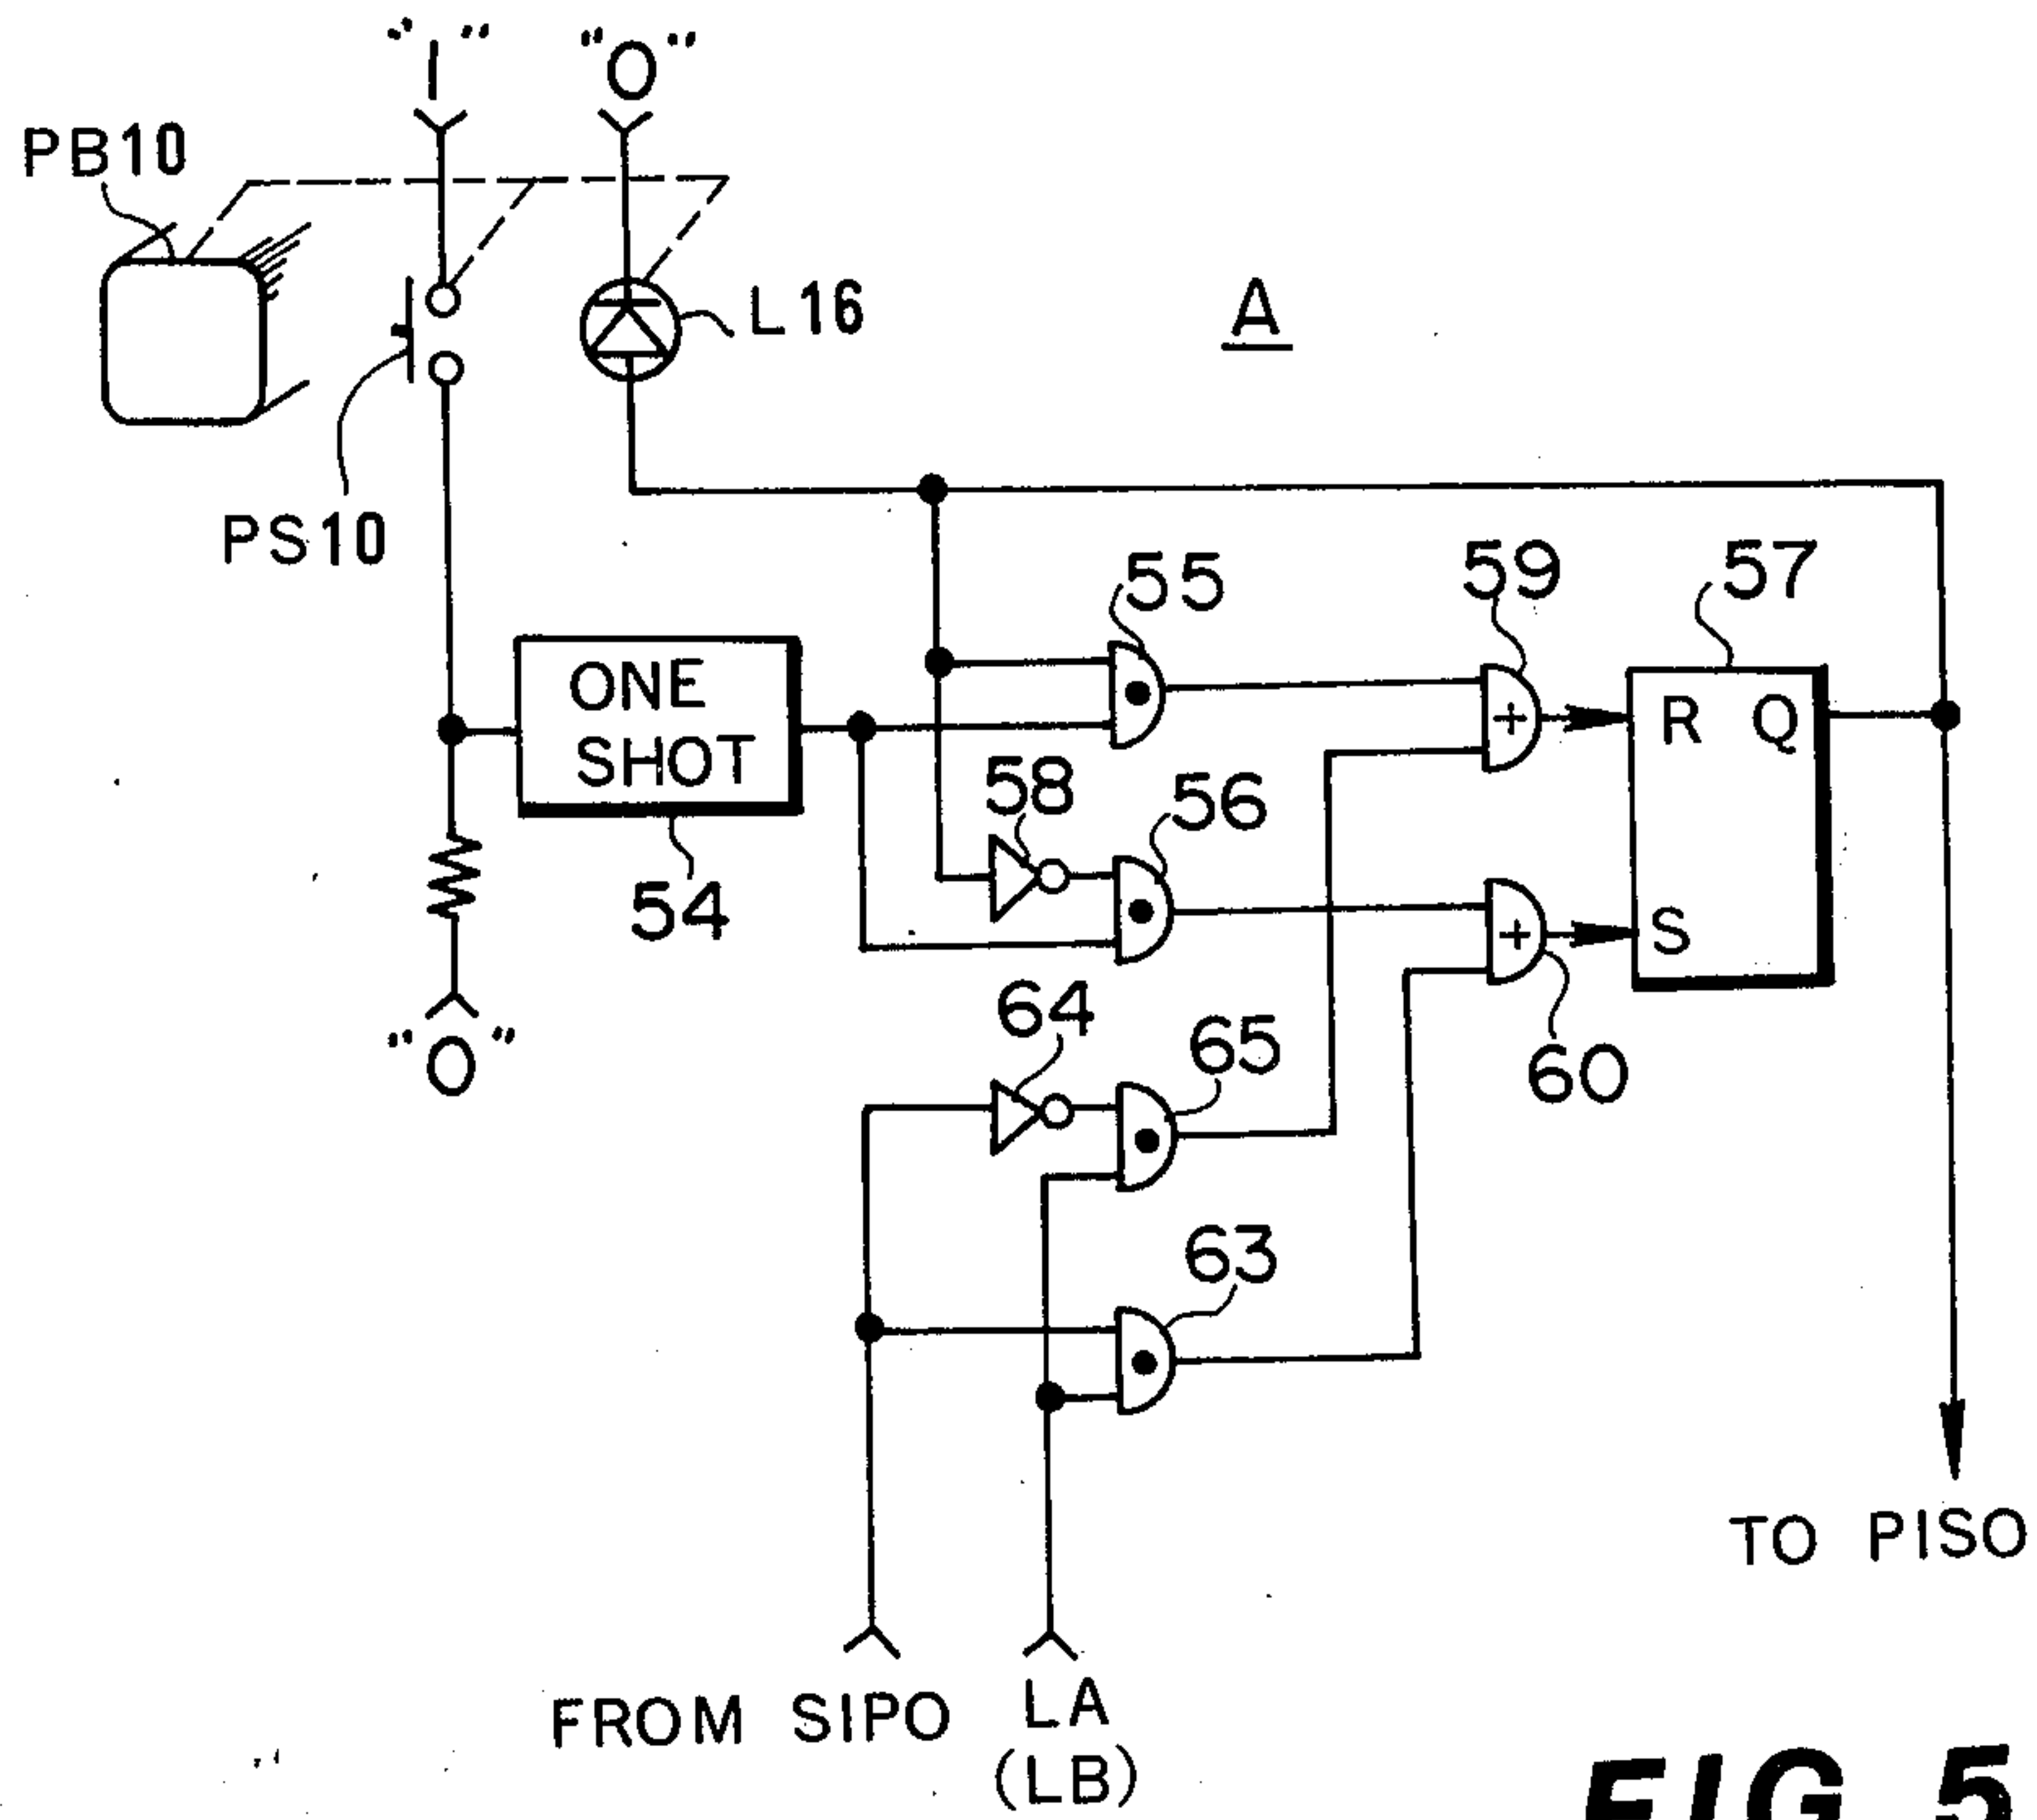 "1" "0"
PB10
L16
A
PS10
55
59
57
ONE
SHOT
R Q
58
56
54
S
"0"
64
65
60
63
TO PISO
FROM SIPO LA
(LB)
FIG 5